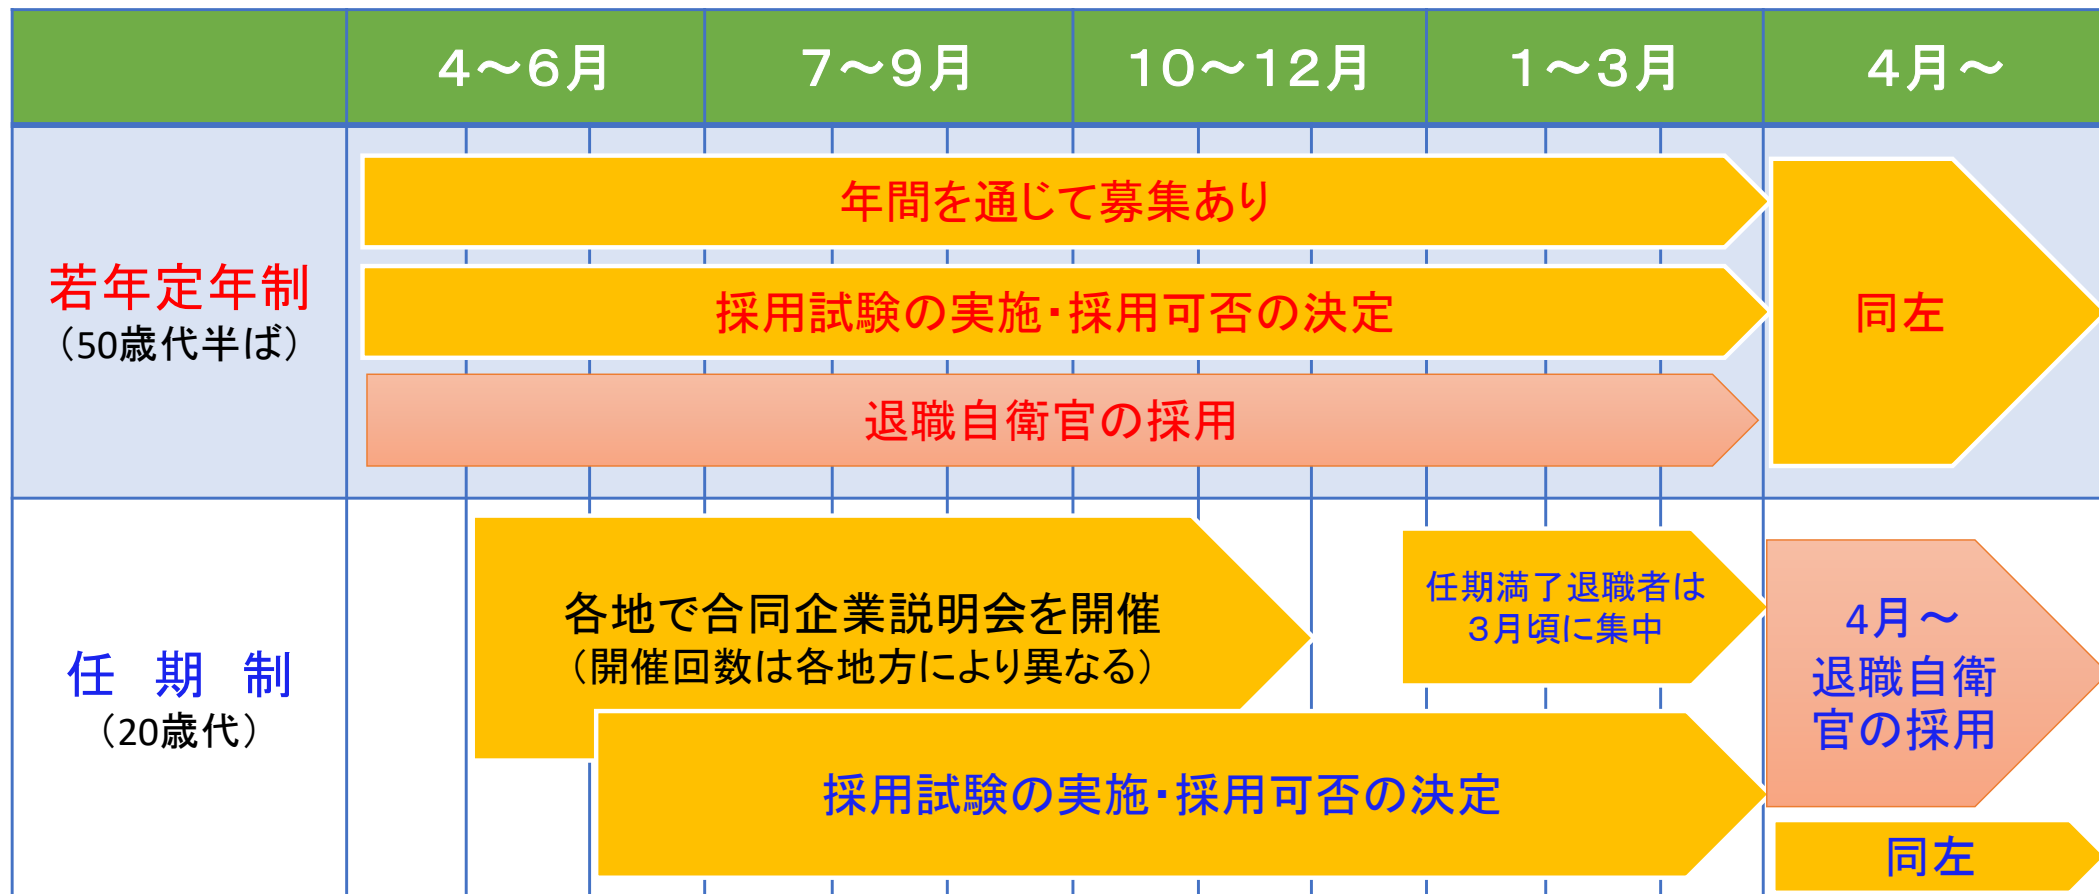 4～6月
7～9月
10～12月
1～3月
4月～
若年定年制
（50歳代半ば）
年間を通じて募集あり
採用試験の実施・採用可否の決定
退職自衛官の採用
同左
任　期　制
（20歳代）
各地で合同企業説明会を開催
（開催回数は各地方により異なる）
任期満了退職者は
3月頃に集中
採用試験の実施・採用可否の決定
4月～
退職自衛
官の採用
同左